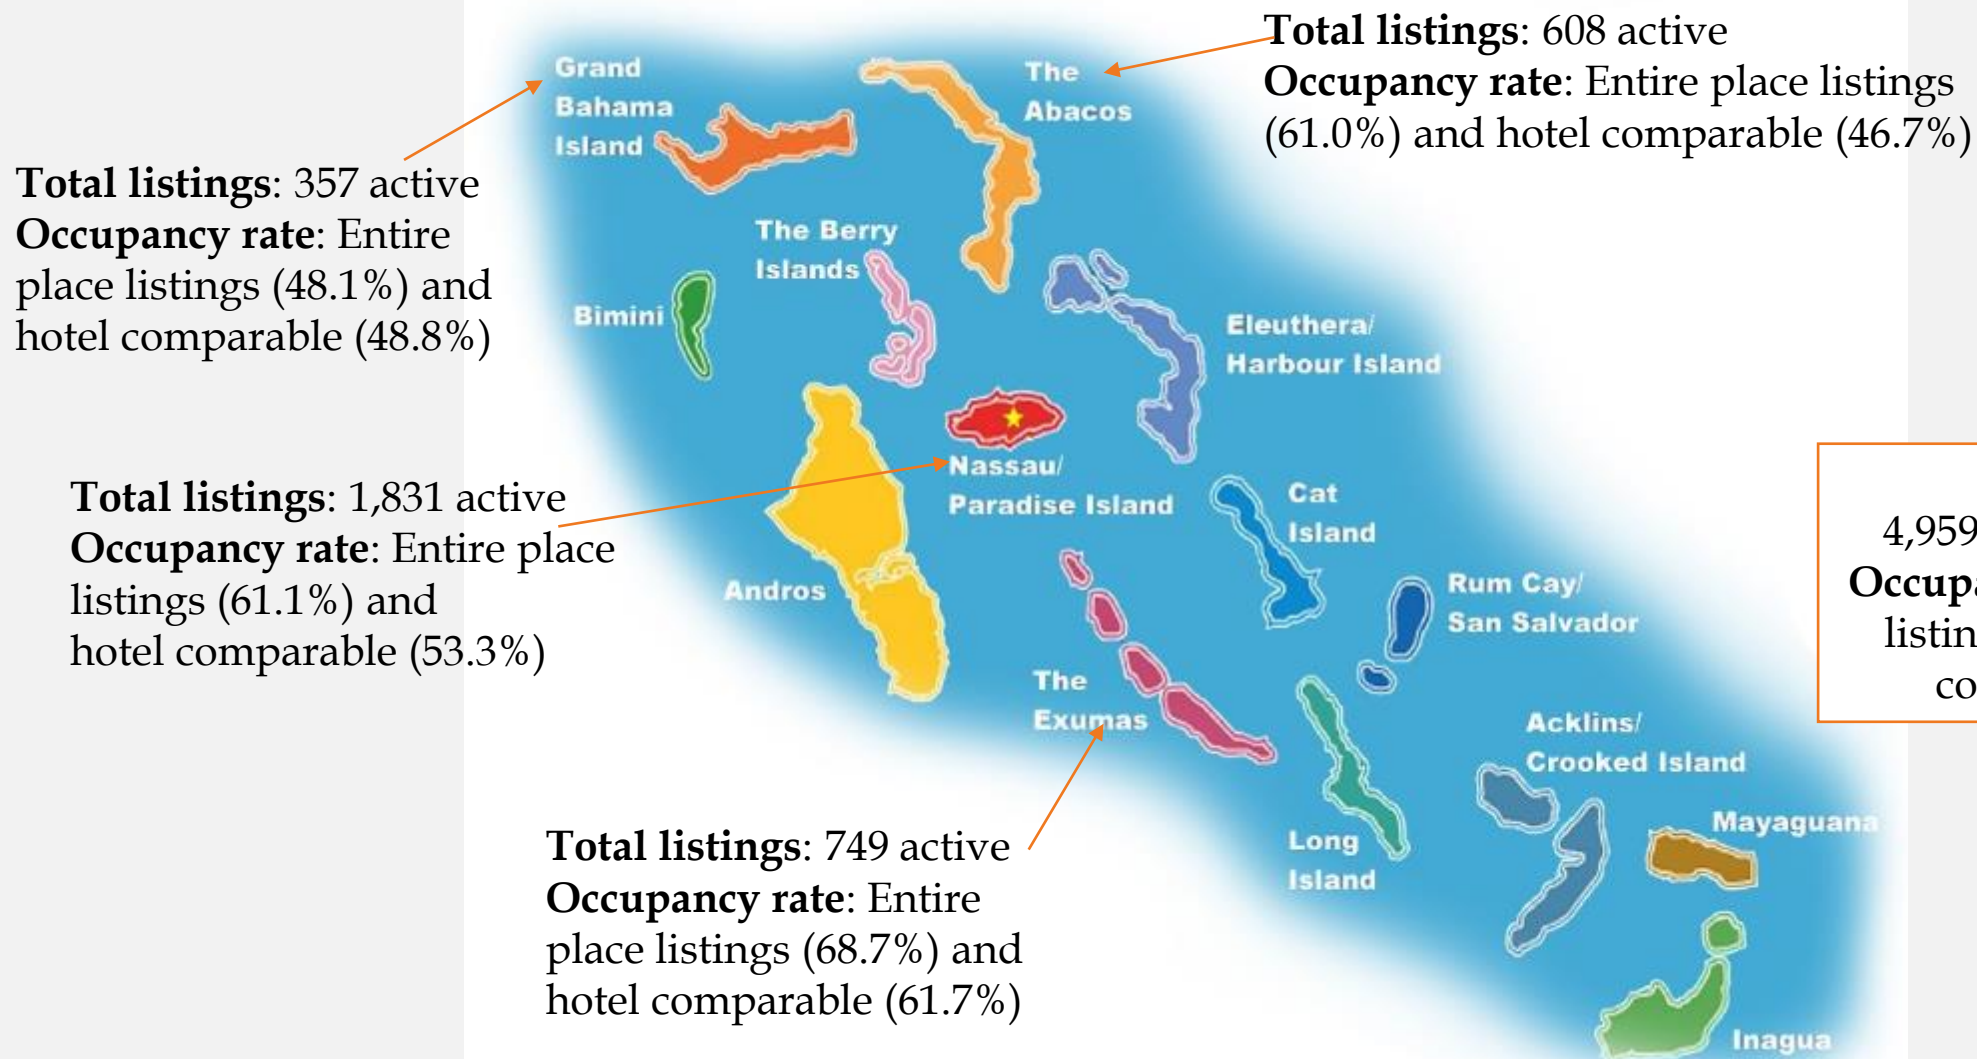 Total listings: 608 active
Occupancy rate: Entire place listings
(61.0%) and hotel comparable (46.7%)
Grand
Bahama
Island
The
Abacos
Total listings: 357 active
Occupancy rate: Entire
place listings (48.1%) and
hotel comparable (48.8%)
The Berry
Islands
Bimini
Eleuthera/
Harbour Island
Nassau/
Paradise Island
Total listings: 1,831 active
Occupancy rate: Entire place
listings (61.1%) and
hotel comparable (53.3%)
Cat
Island
Andros
Rum Cay/
San Salvador
4,959
The
Exumas
Acklins/
Crooked Island
Mayaguana
Long
Island
Total listings: 749 active
Occupancy rate: Entire
place listings (68.7%) and
hotel comparable (61.7%)
Inagua